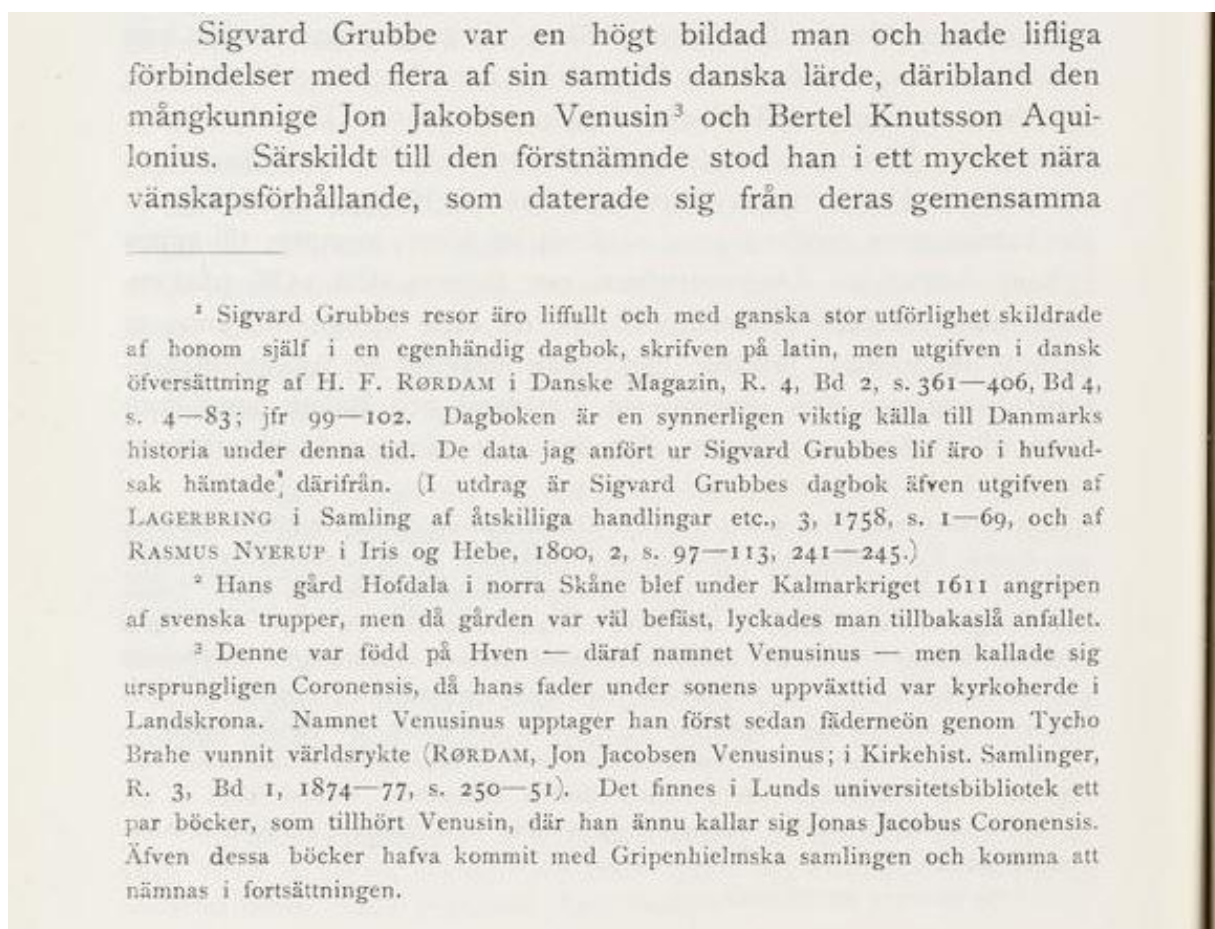 Sigvard Grubbe var en högt bildad man och hade lifliga
förbindelser med flera af sin samtids danska lärde, däribland den
mångkunnige Jon Jakobsen Venusin³ och Bertel Knutsson Aqui-
lonius. Särskildt till den förstnämnde stod han i ett mycket nära
vänskapsförhållande, som daterade sig från deras gemensamma
¹ Sigvard Grubbes resor äro liffullt och med ganska stor utförlighet skildrade
af honom själf i en egenhändig dagbok, skrifven på latin, men utgifven i dansk
öfversättning af H. F. RØRDAM i Danske Magazin, R. 4, Bd 2, s. 361—406, Bd 4,
s. 4—83; jfr 99—102. Dagboken är en synnerligen viktig källa till Danmarks
historia under denna tid. De data jag anfört ur Sigvard Grubbes lif äro i hufvud-
sak hämtade därifrån. (I utdrag är Sigvard Grubbes dagbok äfven utgifven af
LAGERBRING i Samling af åtskilliga handlingar etc., 3, 1758, s. 1—69, och af
RASMUS NYERUP i Iris og Hebe, 1800, 2, s. 97—113, 241—245.)
² Hans gård Hofdala i norra Skåne blef under Kalmarkriget 1611 angripen
af svenska trupper, men då gården var väl befäst, lyckades man tillbakaslå anfallet.
³ Denne var född på Hven — däraf namnet Venusinus — men kallade sig
ursprungligen Coronensis, då hans fader under sonens uppväxttid var kyrkoherde i
Landskrona. Namnet Venusinus upptager han först sedan fäderneön genom Tycho
Brahe vunnit världsrykte (RØRDAM, Jon Jacobsen Venusinus; i Kirkehist. Samlinger,
R. 3, Bd 1, 1874—77, s. 250—51). Det finnes i Lunds universitetsbibliotek ett
par böcker, som tillhört Venusin, där han ännu kallar sig Jonas Jacobus Coronensis.
Äfven dessa böcker hafva kommit med Gripenhielmska samlingen och komma att
nämnas i fortsättningen.